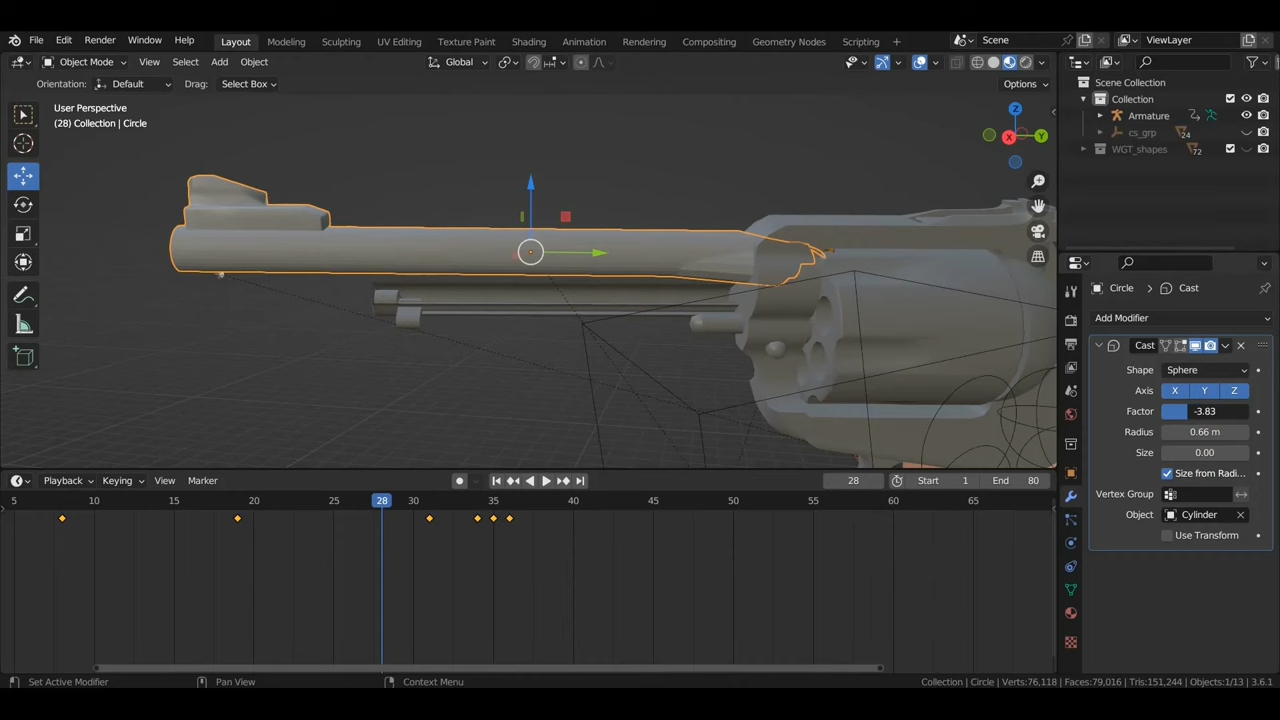 File Edit Render Window Help Layout Modeling Sculpting UV Editing Texture Paint Shading Animation Rendering Compositing Geometry Nodes Scripting + Scene ViewLayer
Object Mode View Select Add Object Global
Orientation: Default Drag: Select Box Options
User Perspective
(28) Collection | Circle
Z
Y
X
Scene Collection
Collection
Armature
cs_grp 24
WGT_shapes 72
Circle > Cast
Add Modifier
Cast
Shape Sphere
Axis X Y Z
Factor -3.83
Radius 0.66 m
Size 0.00
Size from Radi...
Vertex Group
Object Cylinder
Use Transform
Playback Keying View Marker 28 Start 1 End 80
5 10 15 20 25 28 30 35 40 45 50 55 60 65
Set Active Modifier Pan View Context Menu Collection | Circle | Verts:76,118 | Faces:79,016 | Tris:151,244 | Objects:1/13 | 3.6.1